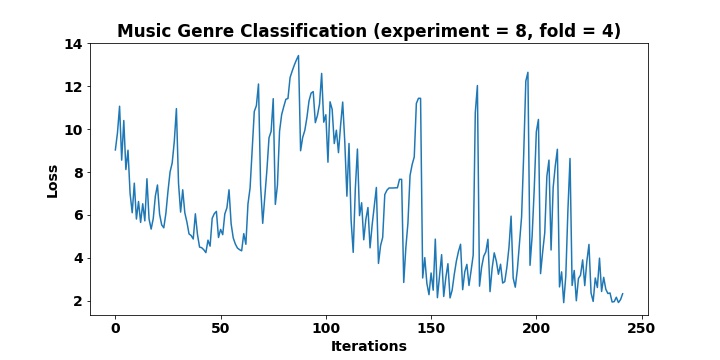 Music Genre Classification (experiment = 8, fold = 4)
14
12
10
8
6
4
2
Loss
0 50 100 150 200 250
Iterations